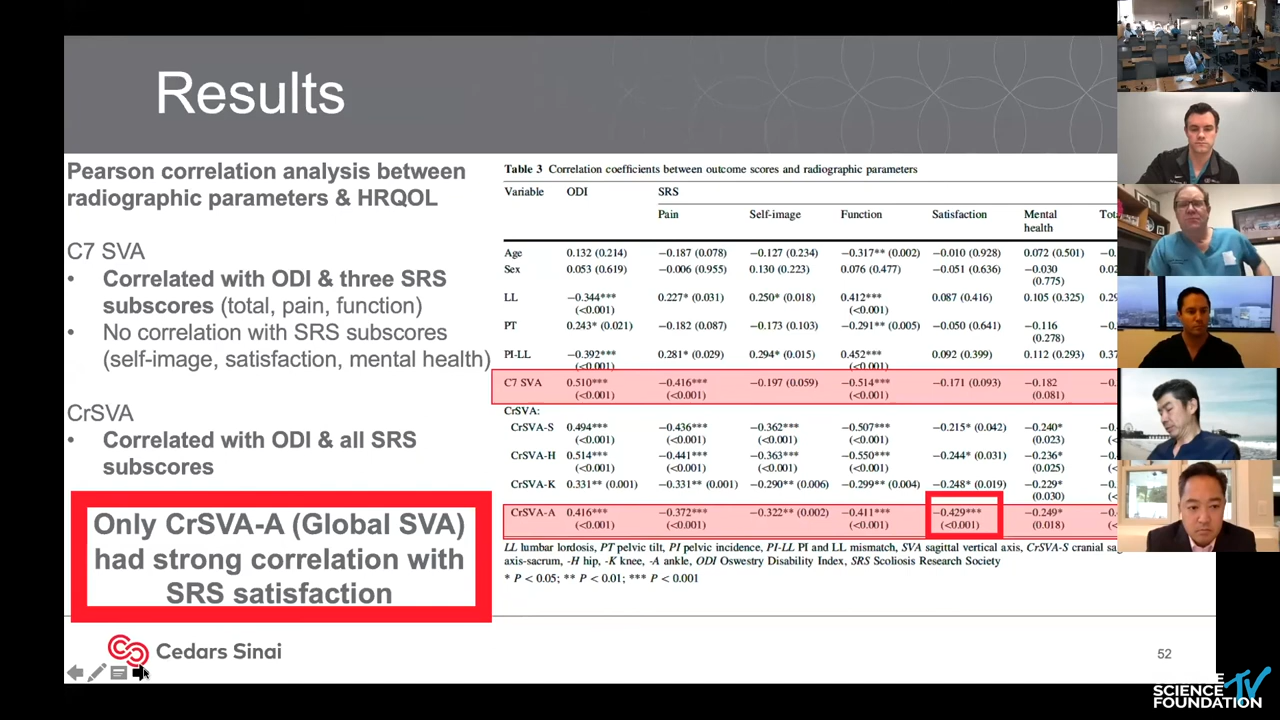 Results
Pearson correlation analysis between
radiographic parameters & HRQOL
C7 SVA
• Correlated with ODI & three SRS
subscores (total, pain, function)
• No correlation with SRS subscores
(self-image, satisfaction, mental health)
CrSVA
• Correlated with ODI & all SRS
subscores
Only CrSVA-A (Global SVA)
had strong correlation with
SRS satisfaction
Table 3 Correlation coefficients between outcome scores and radiographic parameters
Variable ODI SRS
Pain Self-image Function Satisfaction Mental
health
Age 0.132 (0.214) −0.187 (0.078) −0.127 (0.234) −0.317** (0.002) −0.010 (0.928) 0.072 (0.501)
Sex 0.053 (0.619) −0.006 (0.955) 0.130 (0.223) 0.076 (0.477) −0.051 (0.636) −0.030
(0.775)
LL −0.344*** 0.227* (0.031) 0.250* (0.018) 0.412*** 0.087 (0.416) 0.105 (0.325)
(<0.001) (<0.001)
PT 0.243* (0.021) −0.182 (0.087) −0.173 (0.103) −0.291** (0.005) −0.050 (0.641) −0.116
(0.278)
PI-LL −0.392*** 0.281* (0.029) 0.294* (0.015) 0.452*** 0.092 (0.399) 0.112 (0.293)
(<0.001) (<0.001)
C7 SVA 0.510*** −0.416*** −0.197 (0.059) −0.514*** −0.171 (0.093) −0.182
(<0.001) (<0.001) (<0.001) (0.081)
CrSVA:
CrSVA-S 0.494*** −0.436*** −0.362*** −0.507*** −0.215* (0.042) −0.240*
(<0.001) (<0.001) (<0.001) (<0.001) (0.023)
CrSVA-H 0.514*** −0.441*** −0.363*** −0.550*** −0.244* (0.031) −0.236*
(<0.001) (<0.001) (<0.001) (<0.001) (0.025)
CrSVA-K 0.331** (0.001) −0.331** (0.001) −0.290** (0.006) −0.299** (0.004) −0.248* (0.019) −0.229*
(0.030)
CrSVA-A 0.416*** −0.372*** −0.322** (0.002) −0.411*** −0.429*** −0.249*
(<0.001) (<0.001) (<0.001) (<0.001) (0.018)
LL lumbar lordosis, PT pelvic tilt, PI pelvic incidence, PI-LL PI and LL mismatch, SVA sagittal vertical axis, CrSVA-S cranial
axis-sacrum, -H hip, -K knee, -A ankle, ODI Oswestry Disability Index, SRS Scoliosis Research Society
* P < 0.05; ** P < 0.01; *** P < 0.001
Cedars Sinai
52
SCIENCE TV
FOUNDATION